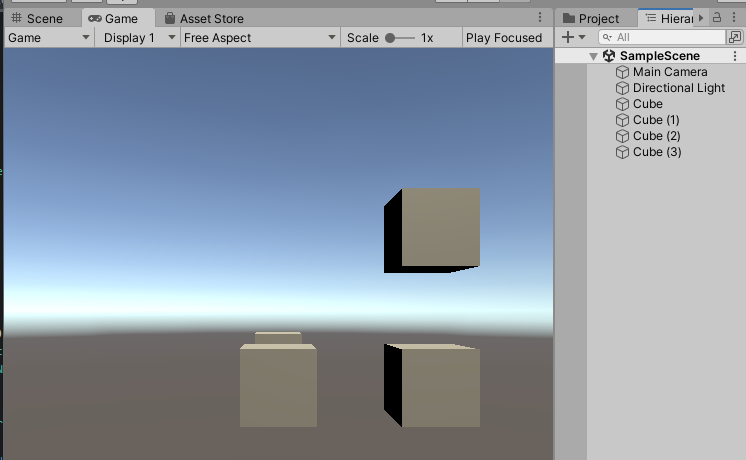 Scene Game Asset Store
Game Display 1 Free Aspect Scale 1x Play Focused
Project Hierar
All
SampleScene
Main Camera
Directional Light
Cube
Cube (1)
Cube (2)
Cube (3)